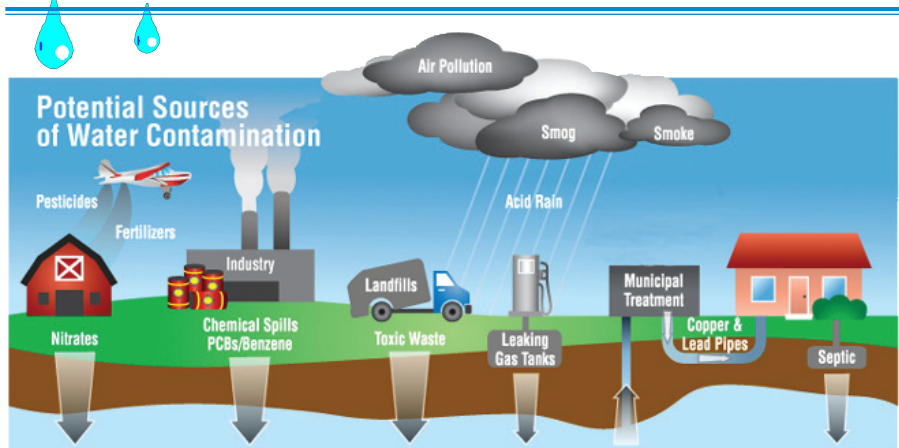 Air Pollution
Potential Sources
of Water Contamination
Smog
Smoke
Pesticides
Acid Rain
Fertilizers
Industry
Landfills
Municipal
Treatment
Nitrates
Chemical Spills
PCBs/Benzene
Toxic Waste
Leaking
Gas Tanks
Copper &
Lead Pipes
Septic